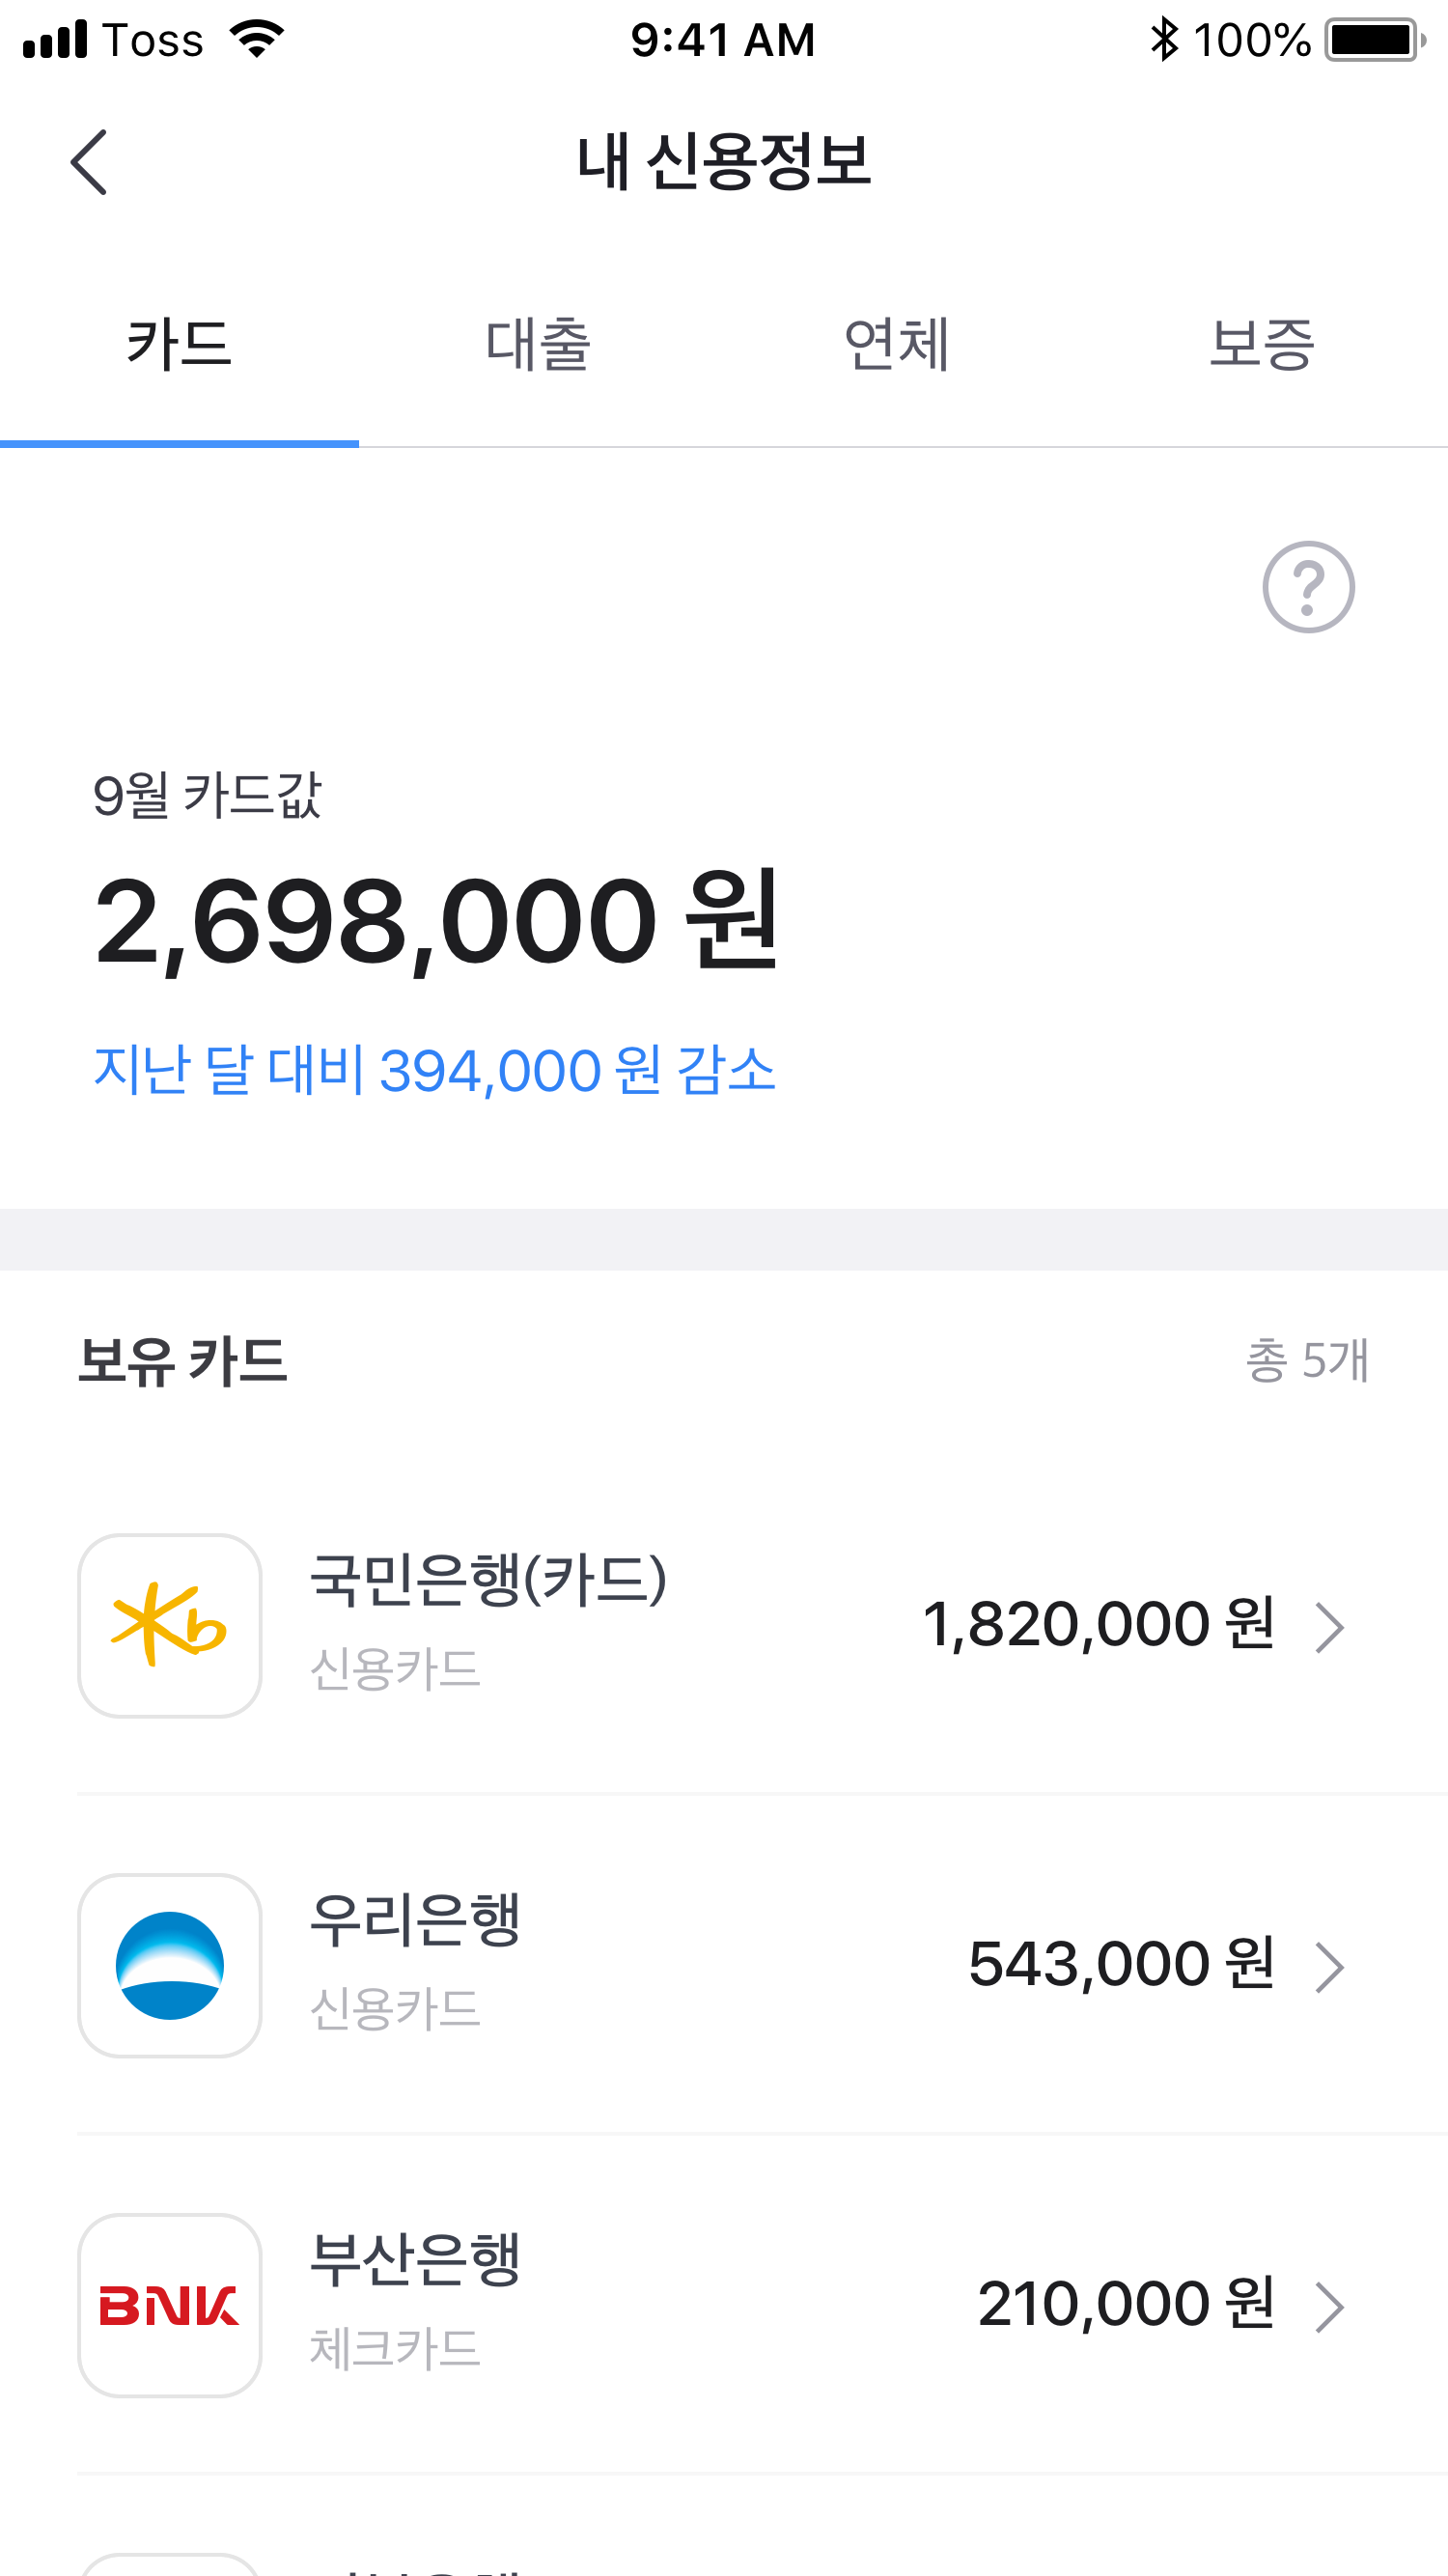 Toss 9:41 AM 100%
내 신용정보
카드 대출 연체 보증
?
9월 카드값
2,698,000 원
지난 달 대비 394,000 원 감소
보유 카드 총 5개
국민은행(카드)
신용카드
1,820,000 원
우리은행
신용카드
543,000 원
BNK
부산은행
체크카드
210,000 원